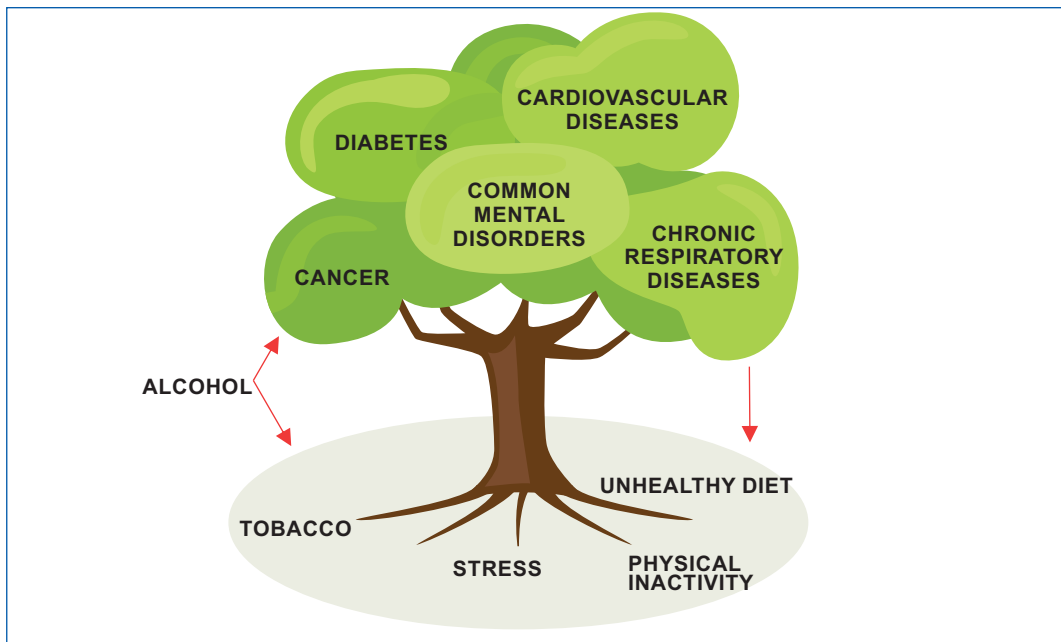 CARDIOVASCULAR
DISEASES
DIABETES
COMMON
MENTAL
DISORDERS
CHRONIC
RESPIRATORY
DISEASES
CANCER
ALCOHOL
UNHEALTHY DIET
TOBACCO
STRESS
PHYSICAL
INACTIVITY